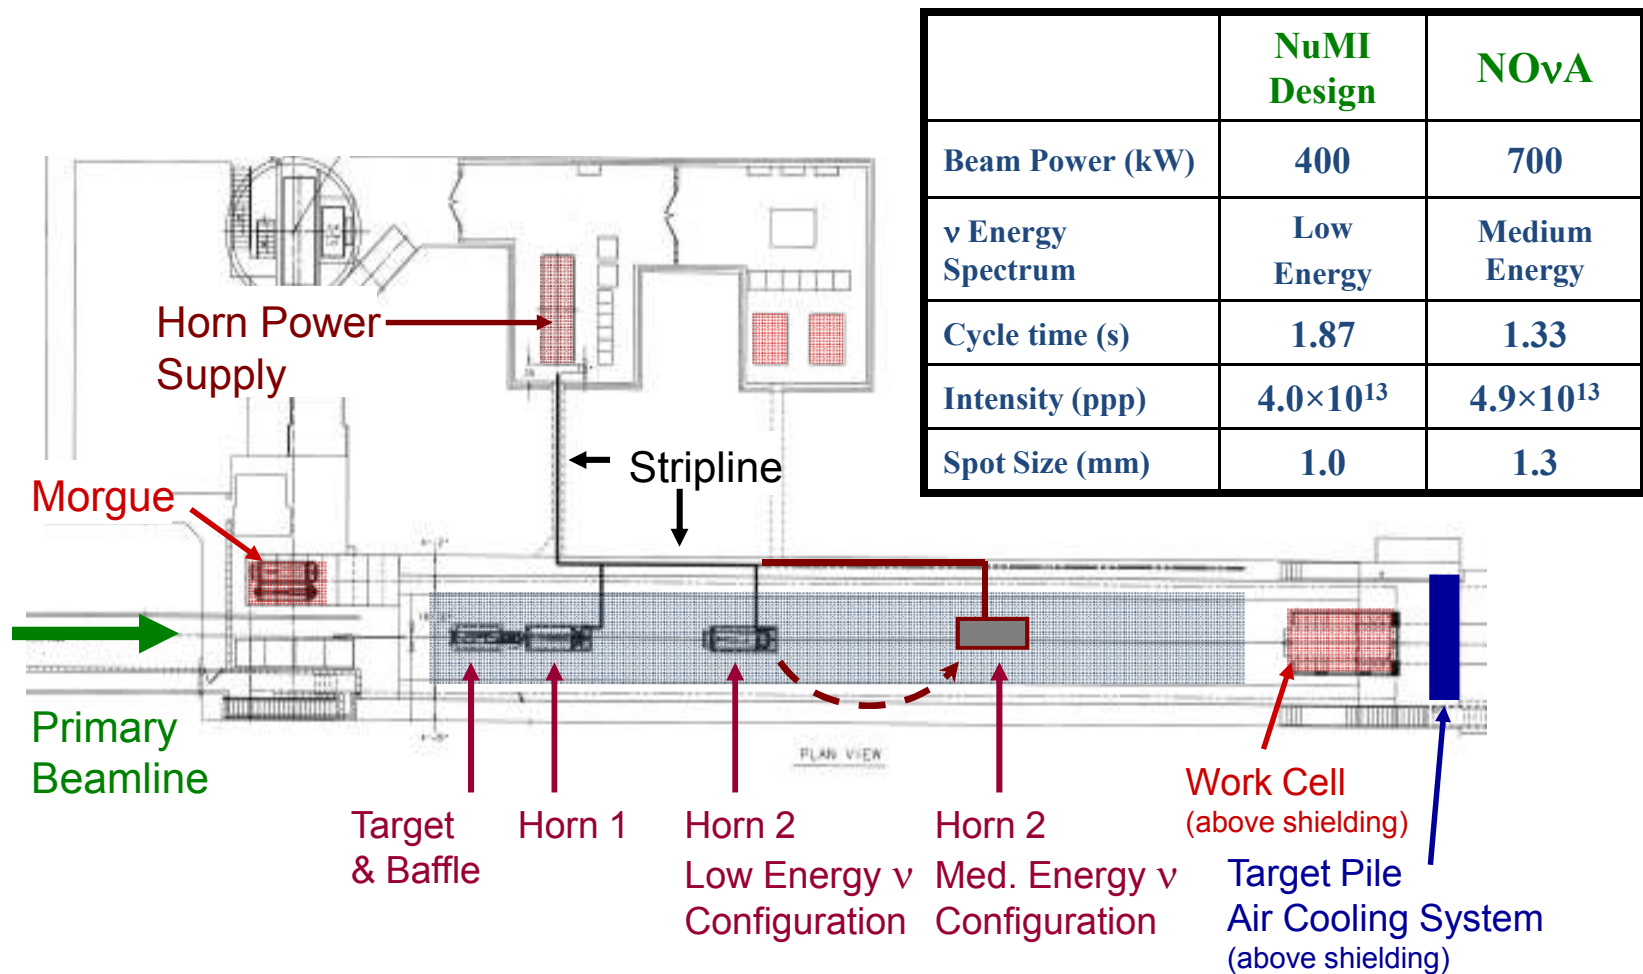 NuMI
Design
NOνA
Beam Power (kW)
400
700
ν Energy
Spectrum
Low
Energy
Medium
Energy
Cycle time (s)
1.87
1.33
Intensity (ppp)
4.0×10¹³
4.9×10¹³
Spot Size (mm)
1.0
1.3
Horn Power
Supply
Stripline
Morgue
Primary
Beamline
PLAN VIEW
Target
& Baffle
Horn 1
Horn 2
Low Energy ν
Configuration
Horn 2
Med. Energy ν
Configuration
Work Cell
(above shielding)
Target Pile
Air Cooling System
(above shielding)